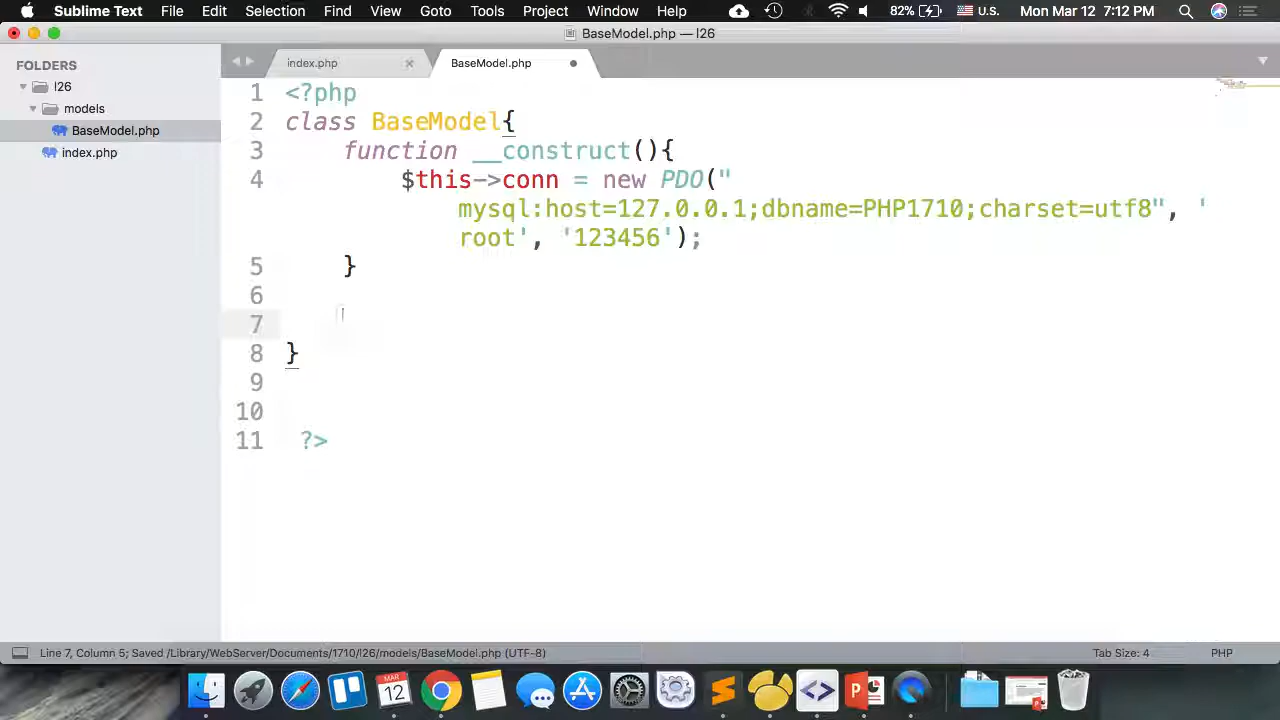 Sublime Text File Edit Selection Find View Goto Tools Project Window Help 82% U.S. Mon Mar 12 7:12 PM
BaseModel.php — l26
FOLDERS
l26
models
BaseModel.php
index.php
index.php BaseModel.php
1 <?php
2 class BaseModel{
3 function __construct(){
4 $this->conn = new PDO("
mysql:host=127.0.0.1;dbname=PHP1710;charset=utf8", '
root', '123456');
5 }
6
7
8 }
9
10
11 ?>
Line 7, Column 5; Saved /Library/WebServer/Documents/1710/l26/models/BaseModel.php (UTF-8) Tab Size: 4 PHP
MAR
12